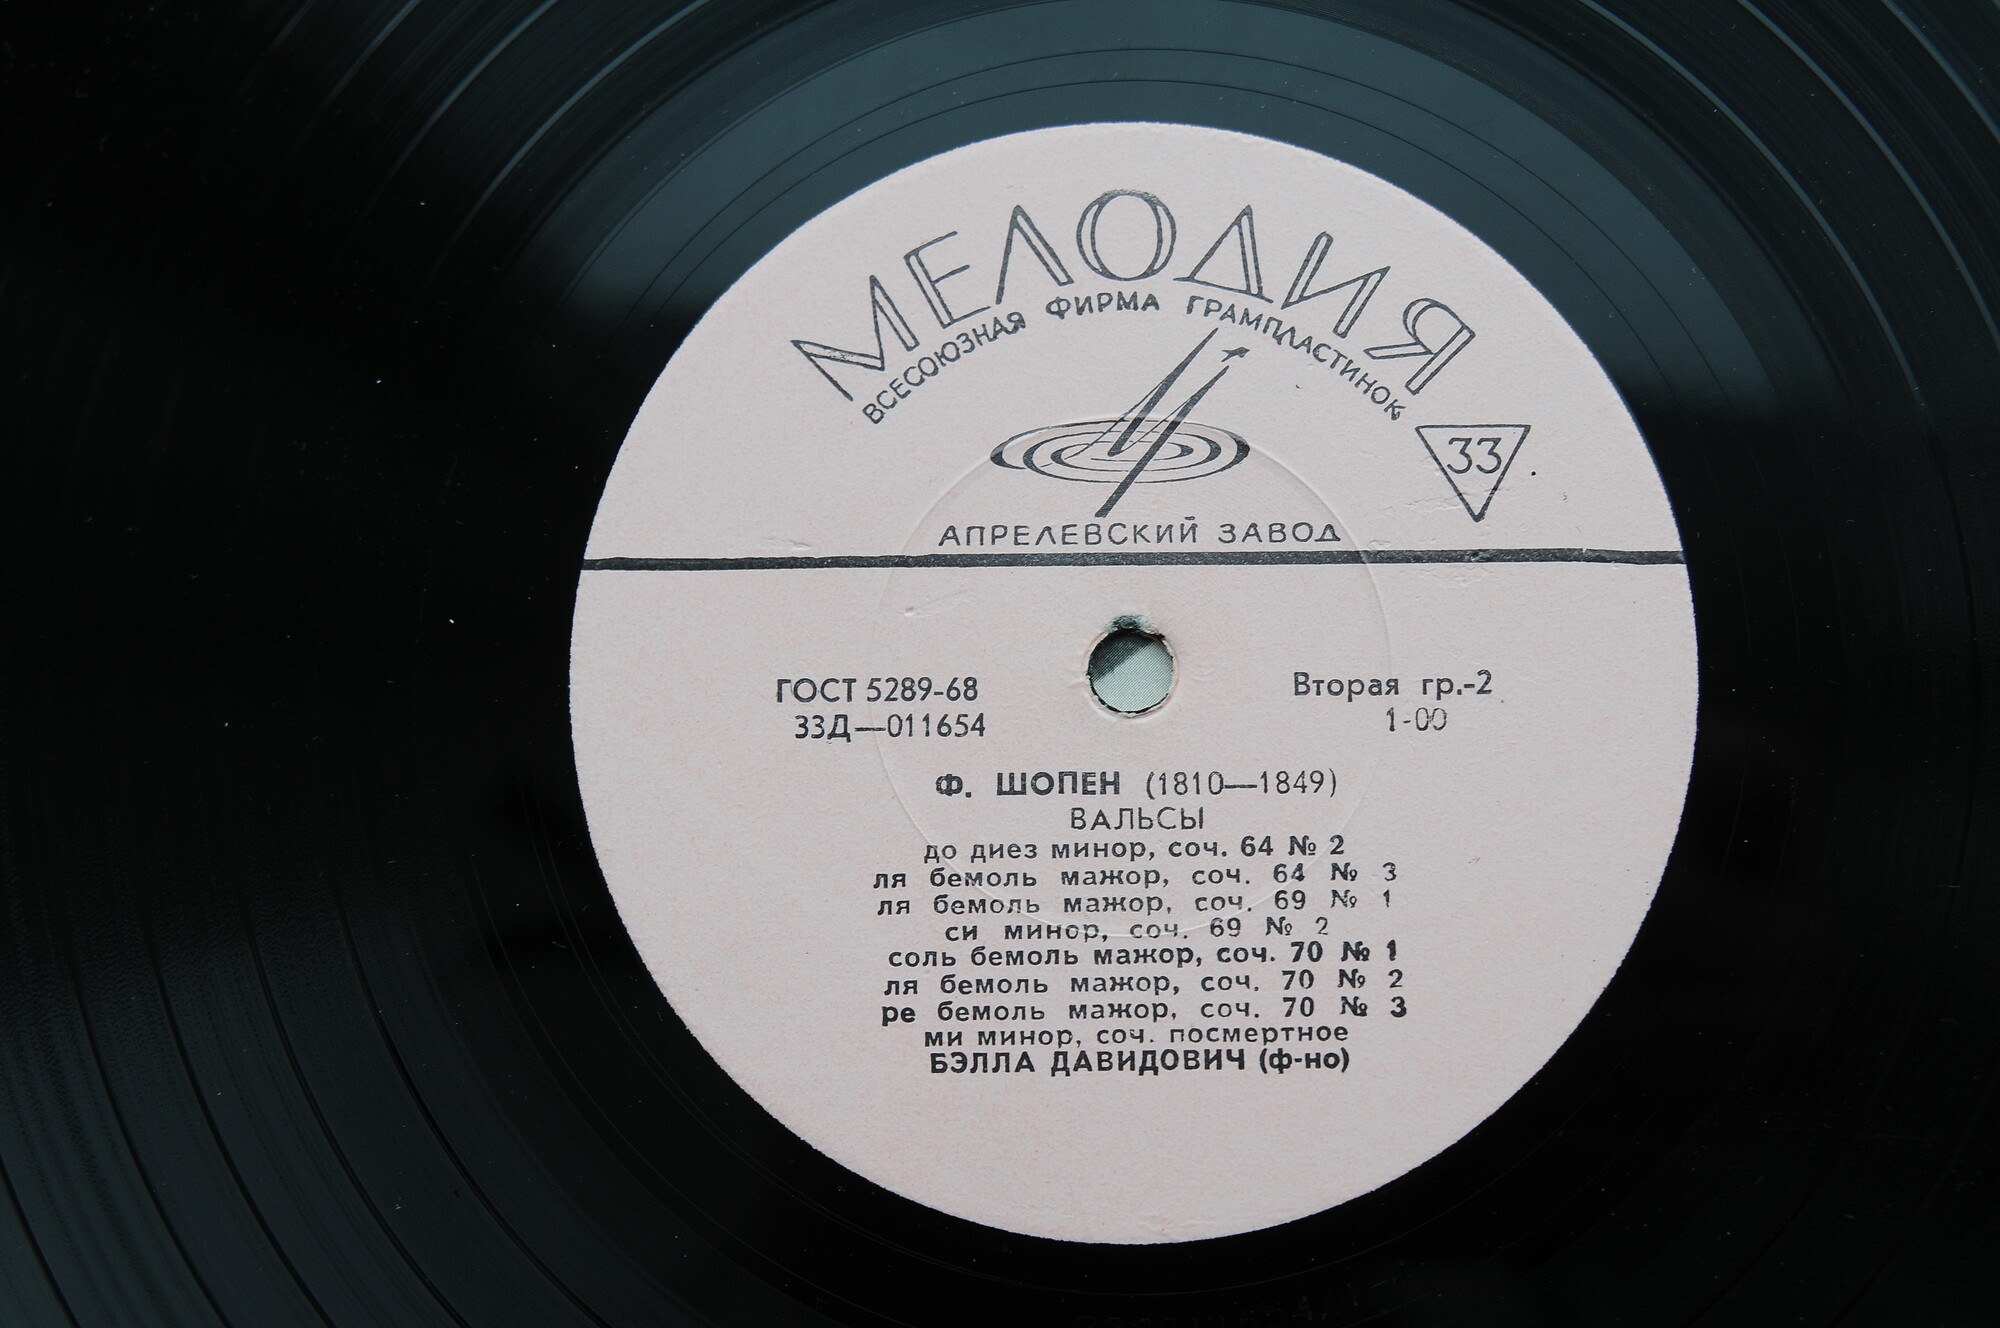 МЕЛОДИЯ
ВСЕСОЮЗНАЯ ФИРМА ГРАМПЛАСТИНОК
33
АПРЕЛЕВСКИЙ ЗАВОД
ГОСТ 5289-68
33Д—011654
Вторая гр.-2
1-00
Ф. ШОПЕН (1810—1849)
ВАЛЬСЫ
до диез минор, соч. 64 № 2
ля бемоль мажор, соч. 64 № 3
ля бемоль мажор, соч. 69 № 1
си минор, соч. 69 № 2
соль бемоль мажор, соч. 70 № 1
ля бемоль мажор, соч. 70 № 2
ре бемоль мажор, соч. 70 № 3
ми минор, соч. посмертное
БЭЛЛА ДАВИДОВИЧ (ф-но)